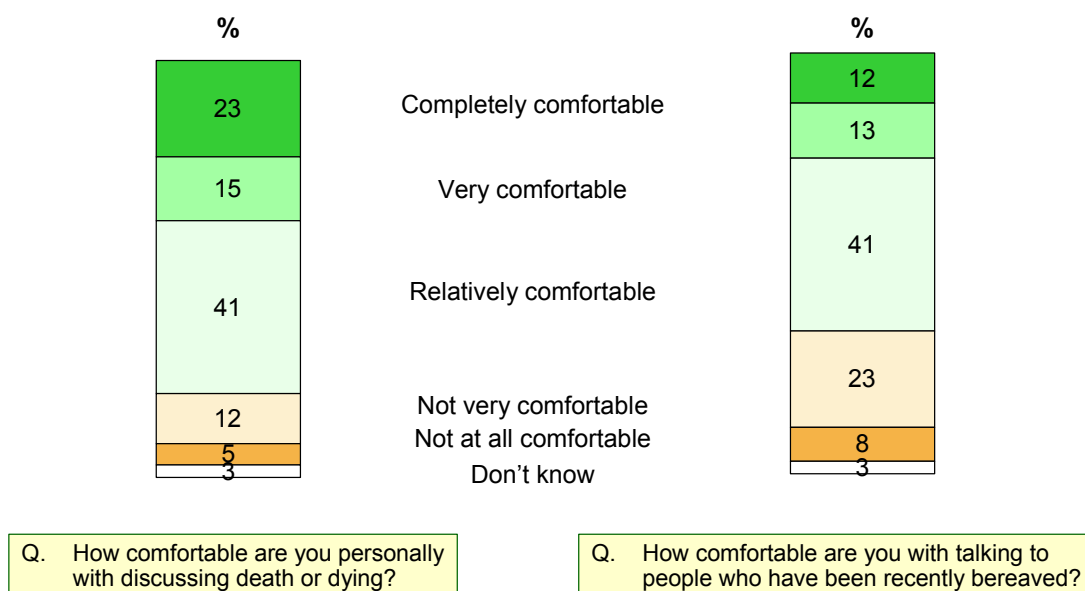 %
%
23
15
41
12
5
3
Completely comfortable
Very comfortable
Relatively comfortable
Not very comfortable
Not at all comfortable
Don't know
12
13
41
23
8
3
Q. How comfortable are you personally
with discussing death or dying?
Q. How comfortable are you with talking to
people who have been recently bereaved?